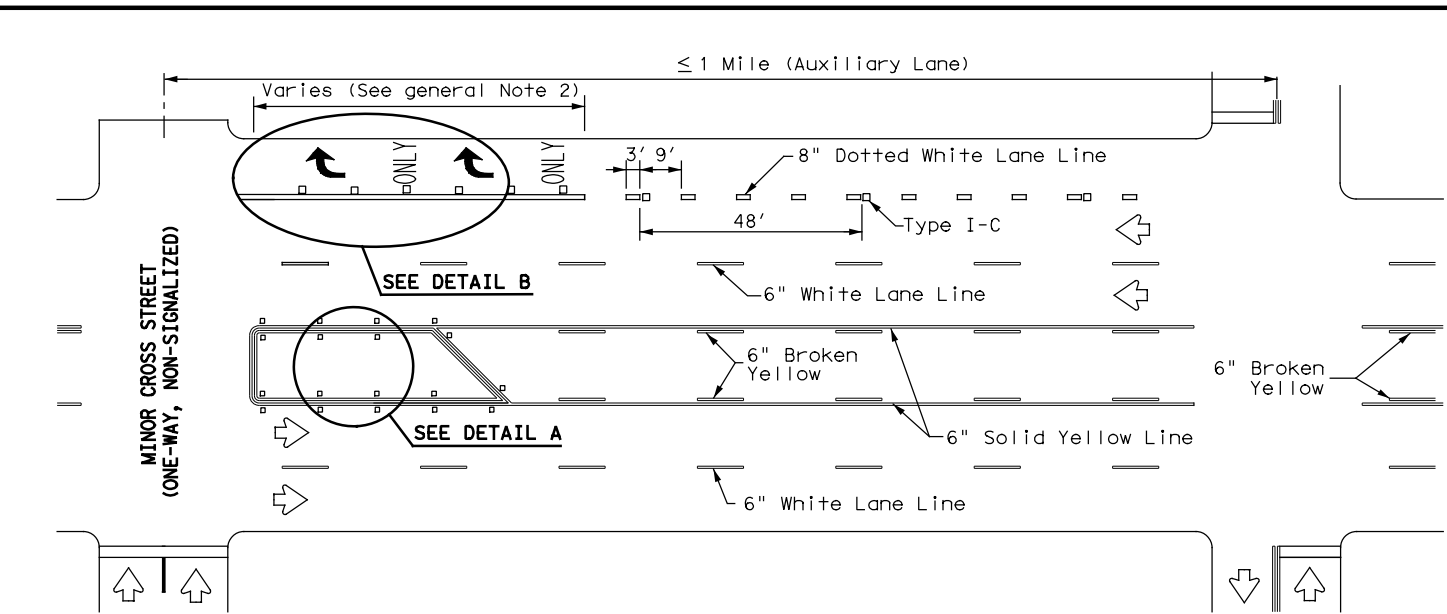 ≤ 1 Mile (Auxiliary Lane)
Varies (See general Note 2)
ONLY
ONLY
3' 9'
8" Dotted White Lane Line
48'
Type I-C
SEE DETAIL B
6" White Lane Line
MINOR CROSS STREET
(ONE-WAY, NON-SIGNALIZED)
6" Broken
Yellow
6" Broken
Yellow
SEE DETAIL A
6" Solid Yellow Line
6" White Lane Line